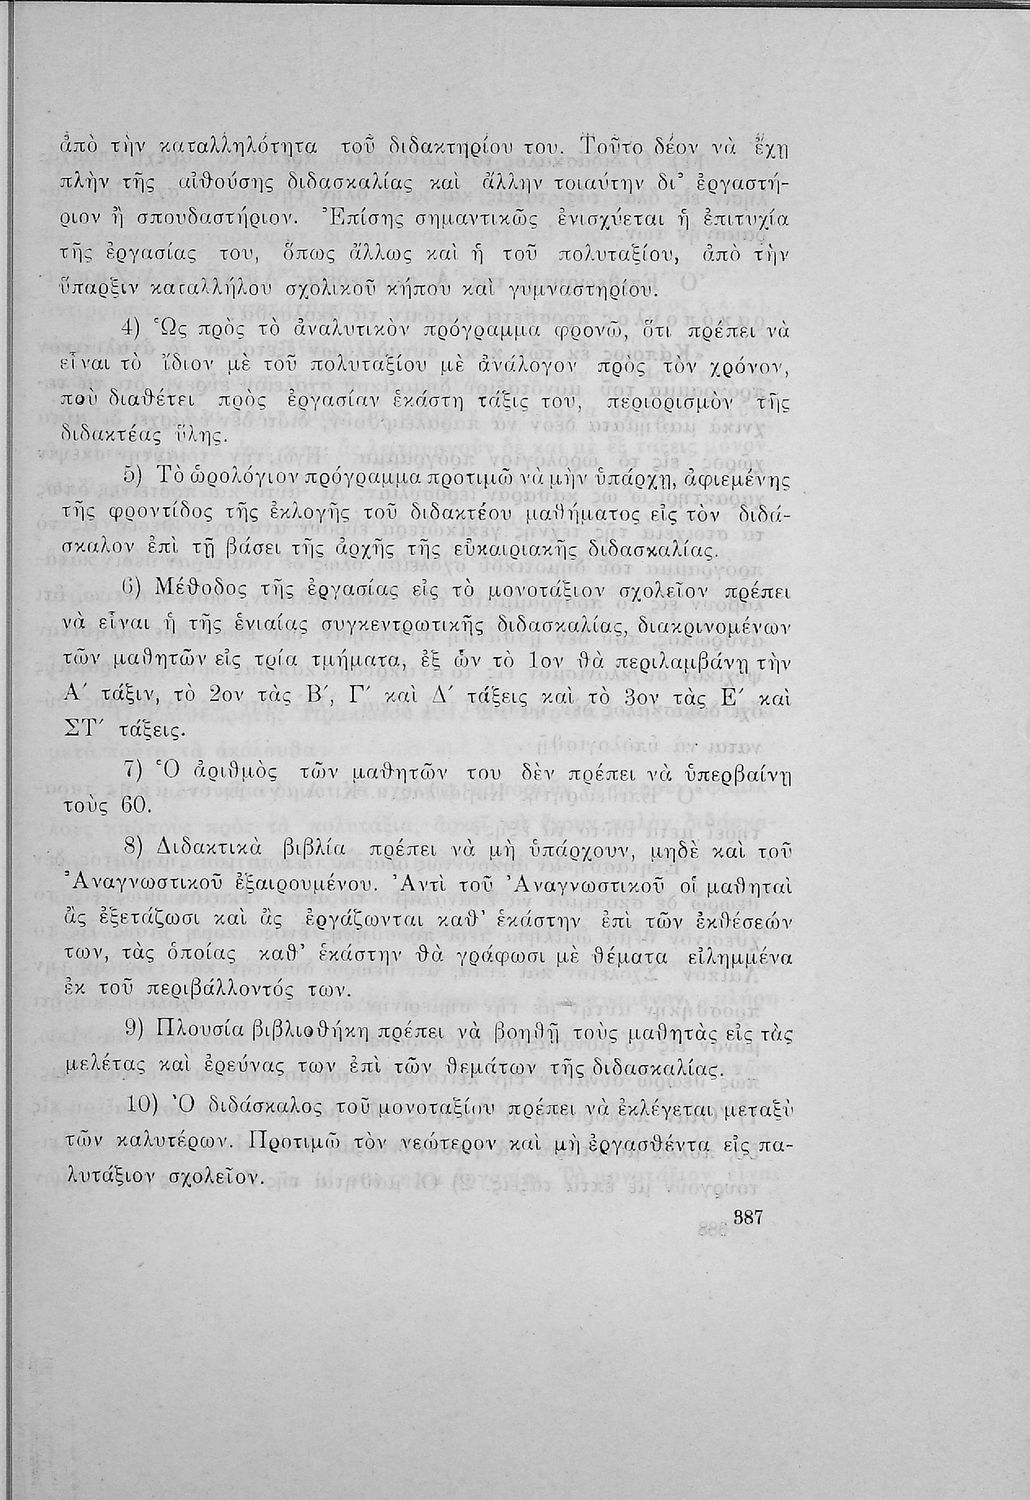 ἀπὸ τὴν καταλληλότητα τοῦ διδακτηρίου του. Τοῦτο δέον νὰ ἔχῃ
πλὴν τῆς αἰθούσης διδασκαλίας καὶ ἄλλην τοιαύτην δι' ἐργαστή-
ριον ἢ σπουδαστήριον. Ἐπίσης σημαντικῶς ἐνισχύεται ἡ ἐπιτυχία
τῆς ἐργασίας του, ὅπως ἄλλως καὶ ἡ τοῦ πολυταξίου, ἀπὸ τὴν
ὕπαρξιν καταλλήλου σχολικοῦ κήπου καὶ γυμναστηρίου.
4) Ὡς πρὸς τὸ ἀναλυτικὸν πρόγραμμα φρονῶ, ὅτι πρέπει νὰ
εἶναι τὸ ἴδιον μὲ τοῦ πολυταξίου μὲ ἀνάλογον πρὸς τὸν χρόνον,
ποὺ διαθέτει πρὸς ἐργασίαν ἑκάστη τάξις του, περιορισμὸν τῆς
διδακτέας ὕλης.
5) Τὸ ὡρολόγιον πρόγραμμα προτιμῶ νὰ μὴν ὑπάρχῃ, ἀφιεμένης
τῆς φροντίδος τῆς ἐκλογῆς τοῦ διδακτέου μαθήματος εἰς τὸν διδά-
σκαλον ἐπὶ τῇ βάσει τῆς ἀρχῆς τῆς εὐκαιριακῆς διδασκαλίας.
6) Μέθοδος τῆς ἐργασίας εἰς τὸ μονοτάξιον σχολεῖον πρέπει
νὰ εἶναι ἡ τῆς ἑνιαίας συγκεντρωτικῆς διδασκαλίας, διακρινομένων
τῶν μαθητῶν εἰς τρία τμήματα, ἐξ ὧν τὸ 1ον θὰ περιλαμβάνῃ τὴν
Α΄ τάξιν, τὸ 2ον τὰς Β΄, Γ΄ καὶ Δ΄ τάξεις καὶ τὸ 3ον τὰς Ε΄ καὶ
ΣΤ΄ τάξεις.
7) Ὁ ἀριθμὸς τῶν μαθητῶν του δὲν πρέπει νὰ ὑπερβαίνῃ
τοὺς 60.
8) Διδακτικὰ βιβλία πρέπει νὰ μὴ ὑπάρχουν, μηδὲ καὶ τοῦ
Ἀναγνωστικοῦ ἐξαιρουμένου. Ἀντὶ τοῦ Ἀναγνωστικοῦ οἱ μαθηταὶ
ἂς ἐξετάζωσι καὶ ἂς ἐργάζωνται καθ' ἑκάστην ἐπὶ τῶν ἐκθέσεών
των, τὰς ὁποίας καθ' ἑκάστην θὰ γράφωσι μὲ θέματα εἰλημμένα
ἐκ τοῦ περιβάλλοντός των.
9) Πλουσία βιβλιοθήκη πρέπει νὰ βοηθῇ τοὺς μαθητὰς εἰς τὰς
μελέτας καὶ ἐρεύνας των ἐπὶ τῶν θεμάτων τῆς διδασκαλίας.
10) Ὁ διδάσκαλος τοῦ μονοταξίου πρέπει νὰ ἐκλέγεται μεταξὺ
τῶν καλυτέρων. Προτιμῶ τὸν νεώτερον καὶ μὴ ἐργασθέντα εἰς πα-
λυτάξιον σχολεῖον.
387